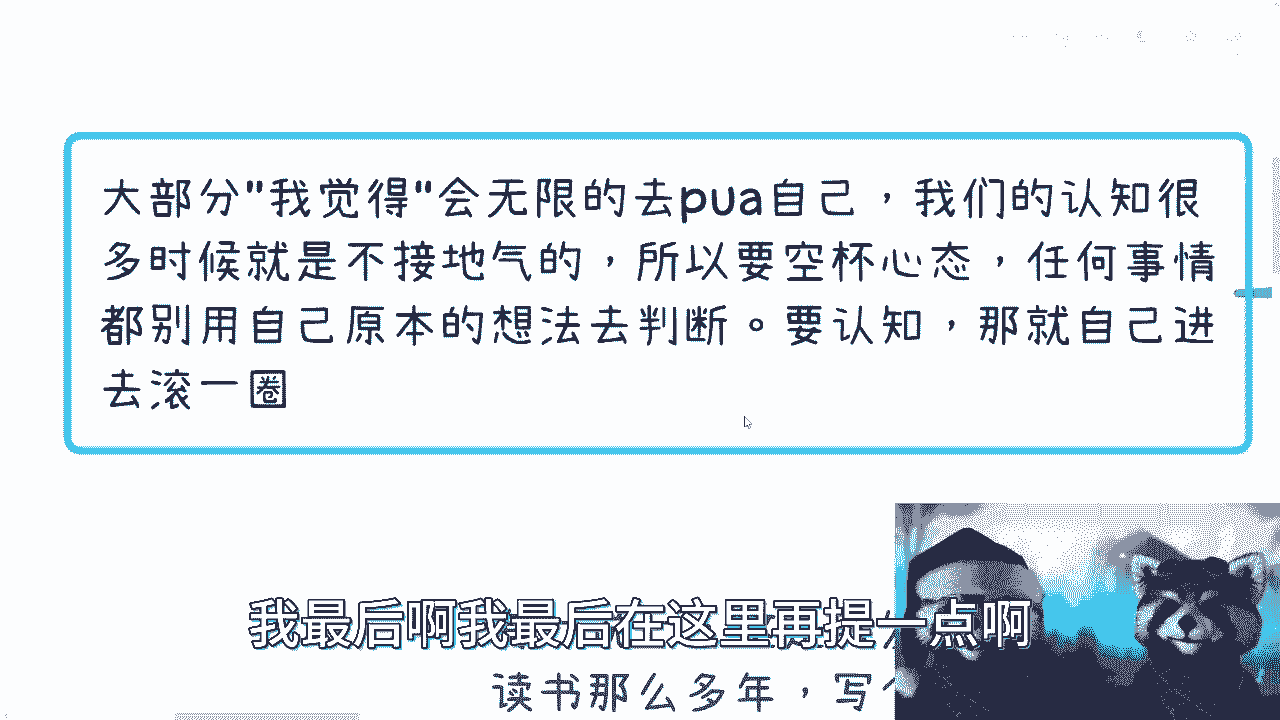 大部分"我觉得"会无限的去pua自己，我们的认知很
多时候就是不接地气的，所以要空杯心态，任何事情
都别用自己原本的想法去判断。要认知，那就自己进
去滚一圈
我最后啊我最后在这里再提一点啊
读书那么多年，写